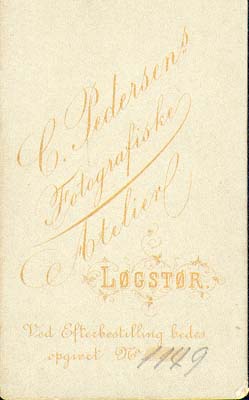 C. Pedersens
Fotografiske
Atelier
LØGSTØR.
Ved Efterbestilling bedes
opgivet No 1149